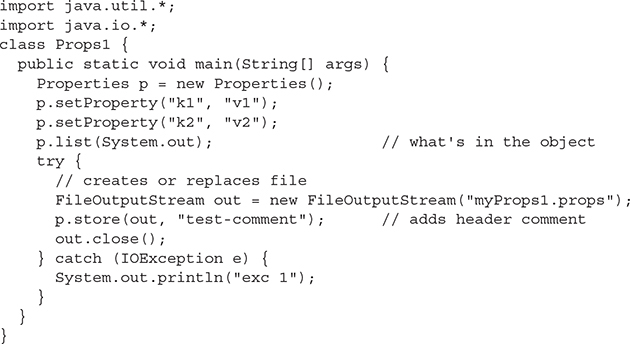 import java.util.*;
import java.io.*;
class Props1 {
  public static void main(String[] args) {
    Properties p = new Properties();
    p.setProperty("k1", "v1");
    p.setProperty("k2", "v2");
    p.list(System.out);                  // what's in the object
    try {
      // creates or replaces file
      FileOutputStream out = new FileOutputStream("myProps1.props");
      p.store(out, "test-comment");      // adds header comment
      out.close();
    } catch (IOException e) {
      System.out.println("exc 1");
    }
  }
}